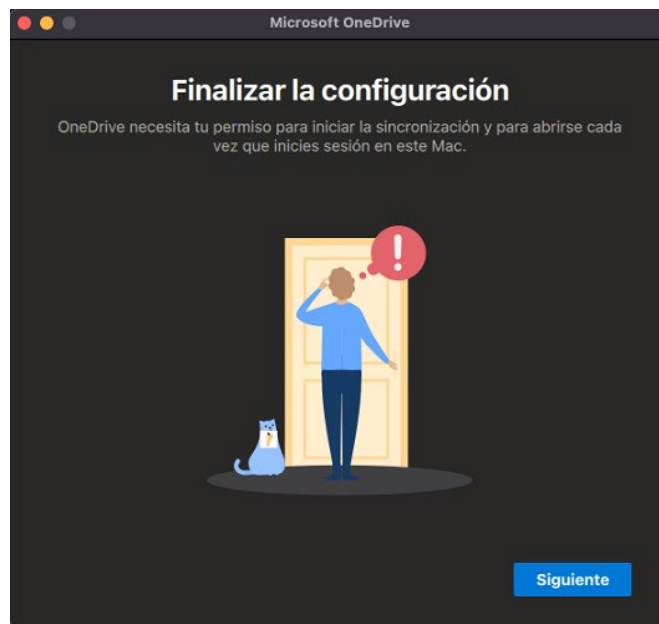 Microsoft OneDrive
Finalizar la configuración
OneDrive necesita tu permiso para iniciar la sincronización y para abrirse cada
vez que inicies sesión en este Mac.
!
Siguiente